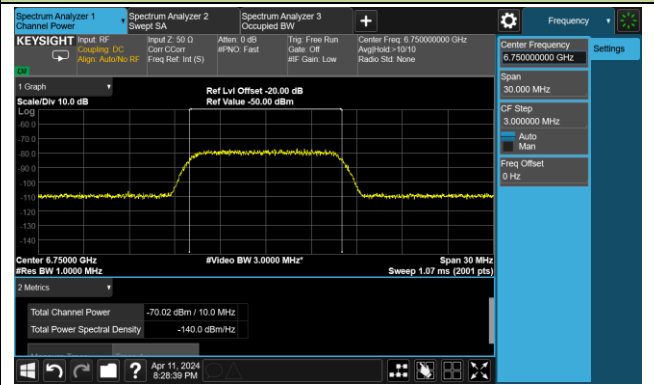 Spectrum Analyzer 1
Channel Power
Spectrum Analyzer 2
Swept SA
Spectrum Analyzer 3
Occupied BW
+
Frequency
KEYSIGHT
Input: RF
Coupling: DC
Align: Auto/No RF
Input Z: 50 Ω
Corr CCorr
Freq Ref: Int (S)
Atten: 0 dB
#PNO: Fast
Trig: Free Run
Gate: Off
#IF Gain: Low
Center Freq: 6.750000000 GHz
Avg|Hold:>10/10
Radio Std: None
Center Frequency
6.750000000 GHz
Settings
Span
30.000 MHz
CF Step
3.000000 MHz
Auto
Man
Freq Offset
0 Hz
1 Graph
Scale/Div 10.0 dB
Ref Lvl Offset -20.00 dB
Ref Value -50.00 dBm
Log
-60.0
-70.0
-80.0
-90.0
-100
-110
-120
-130
-140
Center 6.75000 GHz
#Res BW 1.0000 MHz
#Video BW 3.0000 MHz*
Span 30 MHz
Sweep 1.07 ms (2001 pts)
2 Metrics
Total Channel Power -70.02 dBm / 10.0 MHz
Total Power Spectral Density -140.0 dBm/Hz
?
Apr 11, 2024
8:28:39 PM